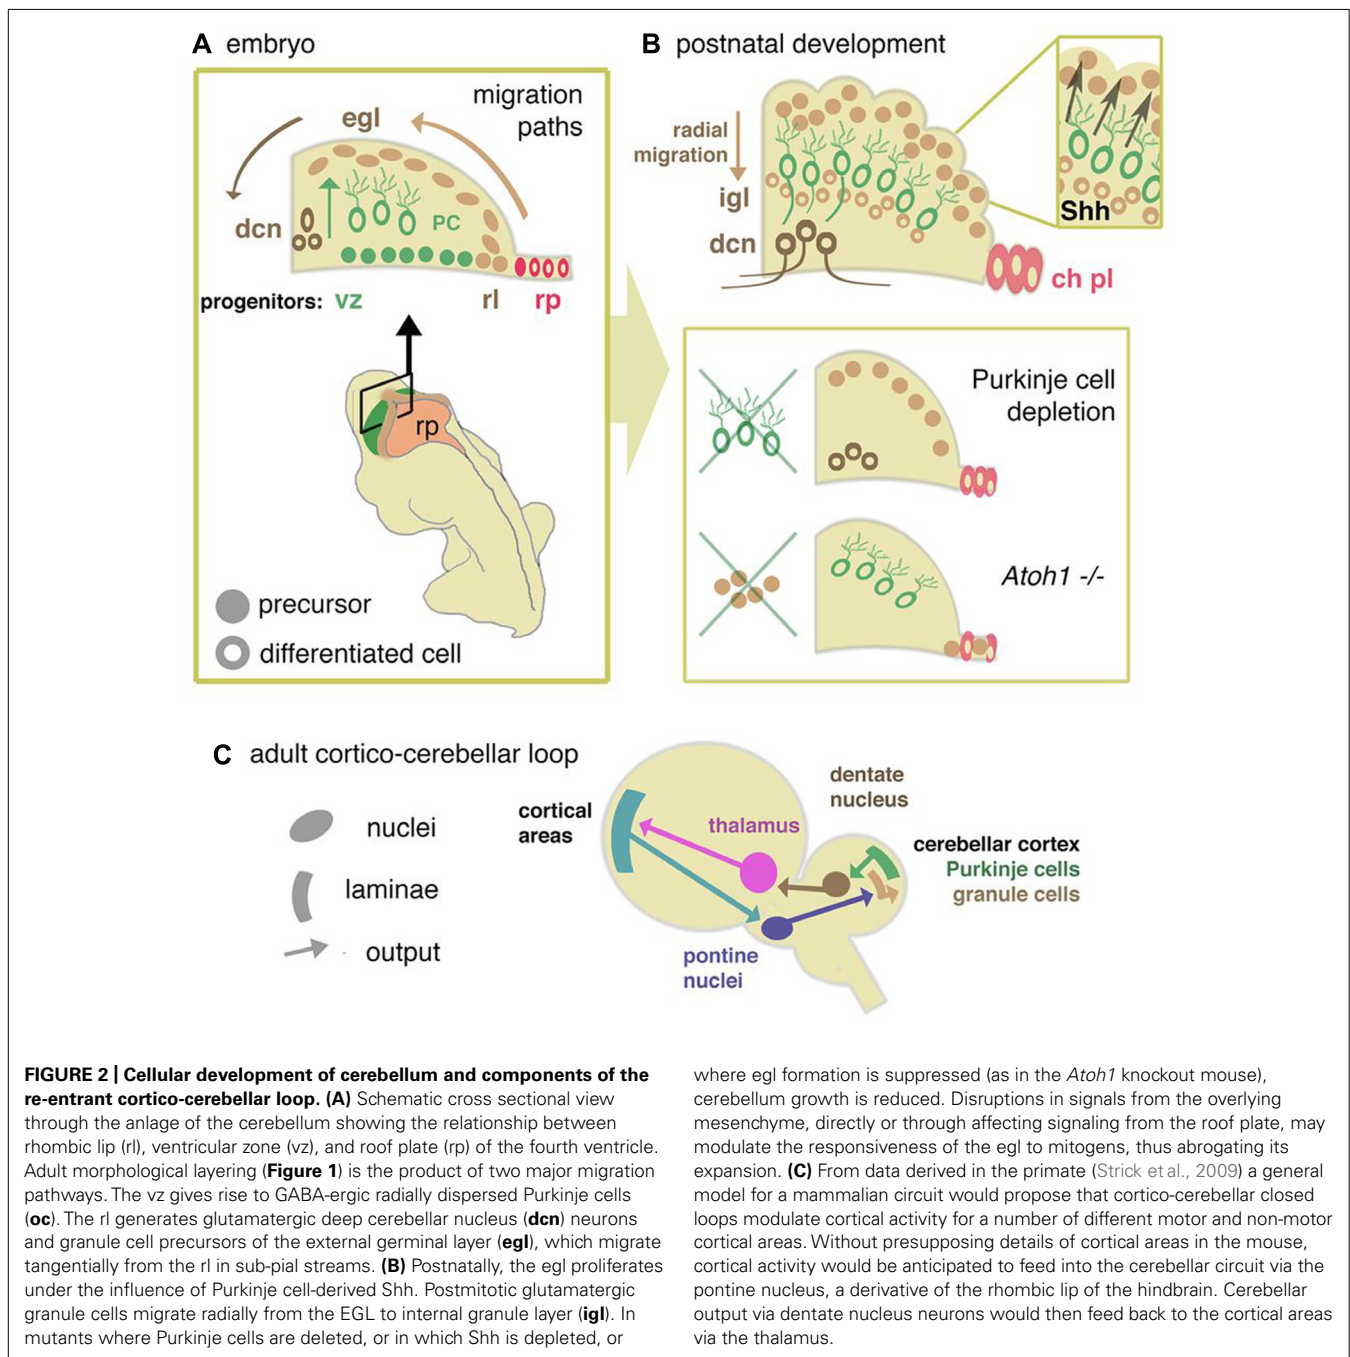 A embryo
migration
paths
egl
dcn
PC
progenitors: vz rl rp
rp
precursor
differentiated cell
B postnatal development
radial
migration
igl
dcn
Shh
ch pl
Purkinje cell
depletion
Atoh1 -/-
C adult cortico-cerebellar loop
nuclei
laminae
output
cortical
areas
thalamus
dentate
nucleus
cerebellar cortex
Purkinje cells
granule cells
pontine
nuclei
FIGURE 2 | Cellular development of cerebellum and components of the
re-entrant cortico-cerebellar loop. (A) Schematic cross sectional view
through the anlage of the cerebellum showing the relationship between
rhombic lip (rl), ventricular zone (vz), and roof plate (rp) of the fourth ventricle.
Adult morphological layering (Figure 1) is the product of two major migration
pathways. The vz gives rise to GABA-ergic radially dispersed Purkinje cells
(oc). The rl generates glutamatergic deep cerebellar nucleus (dcn) neurons
and granule cell precursors of the external germinal layer (egl), which migrate
tangentially from the rl in sub-pial streams. (B) Postnatally, the egl proliferates
under the influence of Purkinje cell-derived Shh. Postmitotic glutamatergic
granule cells migrate radially from the EGL to internal granule layer (igl). In
mutants where Purkinje cells are deleted, or in which Shh is depleted, or
where egl formation is suppressed (as in the Atoh1 knockout mouse),
cerebellum growth is reduced. Disruptions in signals from the overlying
mesenchyme, directly or through affecting signaling from the roof plate, may
modulate the responsiveness of the egl to mitogens, thus abrogating its
expansion. (C) From data derived in the primate (Strick et al., 2009) a general
model for a mammalian circuit would propose that cortico-cerebellar closed
loops modulate cortical activity for a number of different motor and non-motor
cortical areas. Without presupposing details of cortical areas in the mouse,
cortical activity would be anticipated to feed into the cerebellar circuit via the
pontine nucleus, a derivative of the rhombic lip of the hindbrain. Cerebellar
output via dentate nucleus neurons would then feed back to the cortical areas
via the thalamus.